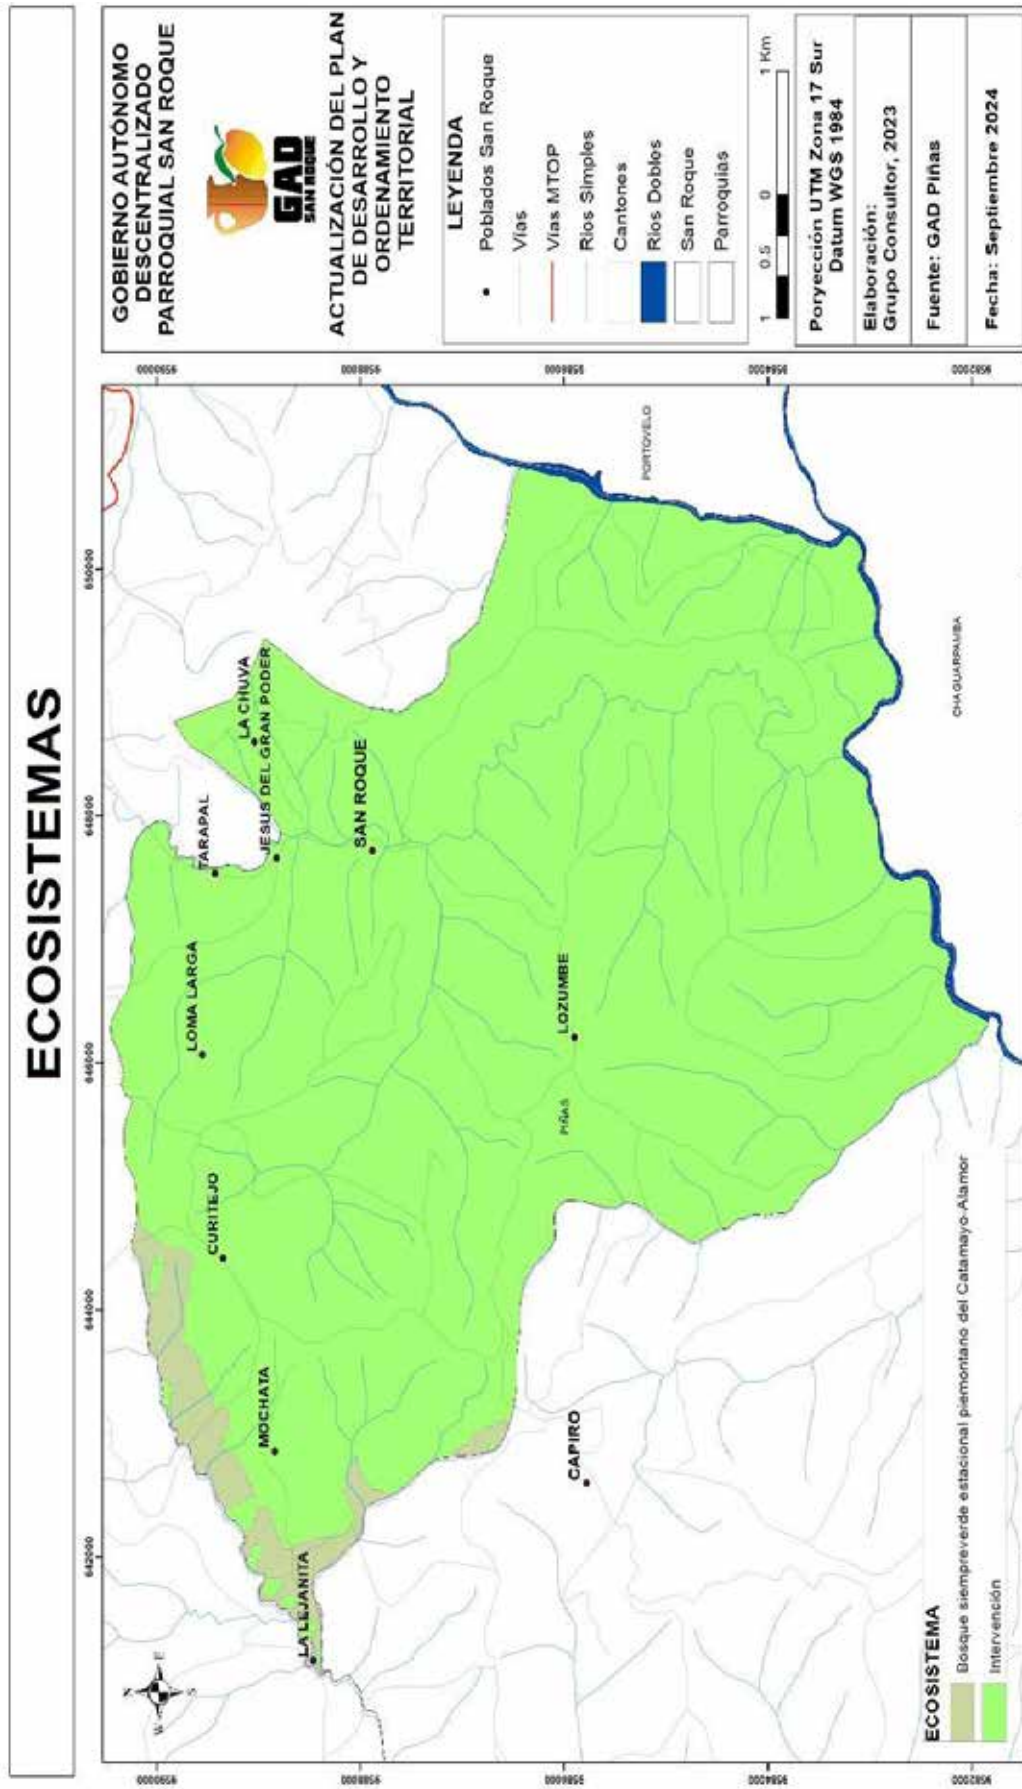 ECOSISTEMAS
GOBIERNO AUTÓNOMO
DESCENTRALIZADO
PARROQUIAL SAN ROQUE
GAD
SAN ROQUE
ACTUALIZACIÓN DEL PLAN
DE DESARROLLO Y
ORDENAMIENTO
TERRITORIAL
LEYENDA
Poblados San Roque
Vías
Vías MTOP
Rios Simples
Cantones
Rios Dobles
San Roque
Parroquias
1 0.5 0 1 Km
Poryección UTM Zona 17 Sur
Datum WGS 1984
Elaboración:
Grupo Consultor, 2023
Fuente: GAD Piñas
Fecha: Septiembre 2024
642000 644000 646000 648000 650000
N
W E
S
TARAPAL
LA CHUVA
JESUS DEL GRAN PODER
LOMA LARGA
CURITEJO
MOCHATA
LA LEJANITA
SAN ROQUE
LOZUMBE
PIÑAS
CAPIRO
PORTOVELO
CHAGUARPAMBA
ECOSISTEMA
Bosque siempreverde estacional piemontano del Catamayo-Alamor
Intervención